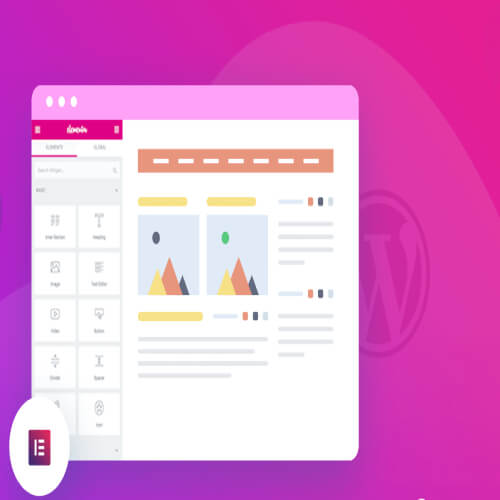 elementor
ELEMENTS GLOBAL
Search Widget...
BASIC
Inner Section Heading
Image Text Editor
Video Button
Divider Spacer
Icon